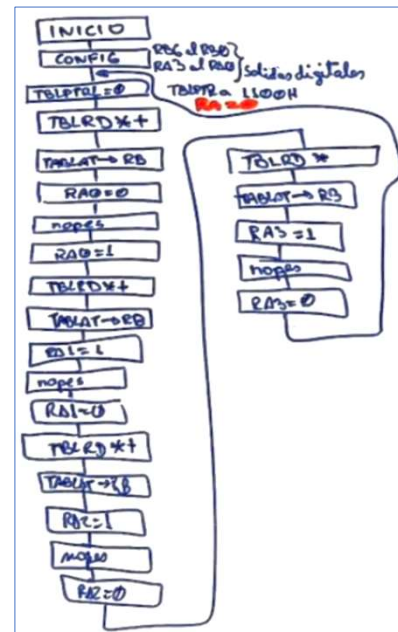 INICIO
CONFIG
RB6 al RB0
RA3 al RA0
Salidas digitales
TBLPTR a 1100H
RA=0
TBLPTRL=0
TBLRD*+
TABLAT→RB
RA0=0
nopes
RA0=1
TBLRD*+
TABLAT→RB
RA1=1
nopes
RA1=0
TBLRD*+
TABLAT→RB
RA2=1
nopes
RA2=0
TBLRD*
TABLAT→RB
RA3=1
nopes
RA3=0